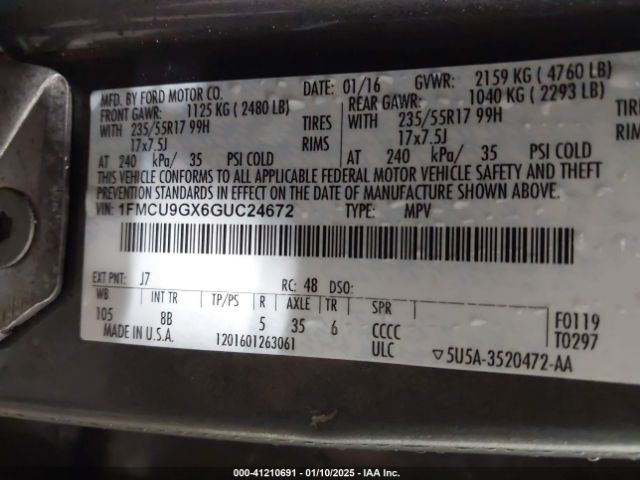 MFD. BY FORD MOTOR CO.
DATE: 01/16 GVWR: 2159 KG ( 4760 LB)
FRONT GAWR: 1125 KG ( 2480 LB)
REAR GAWR: 1040 KG ( 2293 LB)
WITH 235/55R17 99H TIRES
WITH 235/55R17 99H TIRES
17x7.5J RIMS
17x7.5J RIMS
AT 240 kPa/ 35 PSI COLD
AT 240 kPa/ 35 PSI COLD
THIS VEHICLE CONFORMS TO ALL APPLICABLE FEDERAL MOTOR VEHICLE SAFETY AND THEFT
PREVENTION STANDARDS IN EFFECT ON THE DATE OF MANUFACTURE SHOWN ABOVE.
VIN: 1FMCU9GX6GUC24672 TYPE: MPV
EXT PNT: J7 RC: 48 DSO:
WB INT TR TP/PS R AXLE TR SPR
105 8B 5 35 6 CCCC
F0119
T0297
MADE IN U.S.A. 1201601263061 ULC ▽5U5A-3520472-AA
000-41210691 - 01/10/2025 - IAA Inc.